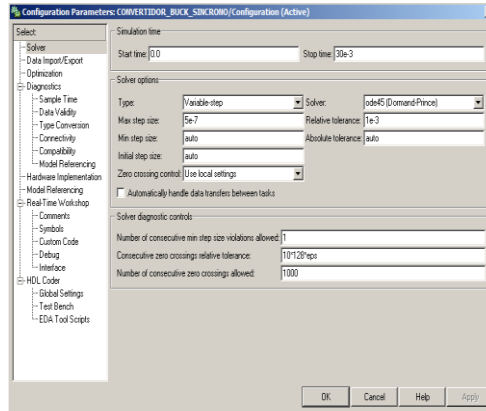 Configuration Parameters: CONVERTIDOR_BUCK_SINCRONO/Configuration (Active)
Select:
Solver
Data Import/Export
Optimization
Diagnostics
Sample Time
Data Validity
Type Conversion
Connectivity
Compatibility
Model Referencing
Hardware Implementation
Model Referencing
Real-Time Workshop
Comments
Symbols
Custom Code
Debug
Interface
HDL Coder
Global Settings
Test Bench
EDA Tool Scripts
Simulation time
Start time: 0.0 Stop time: 30e-3
Solver options
Type: Variable-step Solver: ode45 (Dormand-Prince)
Max step size: 5e-7 Relative tolerance: 1e-3
Min step size: auto Absolute tolerance: auto
Initial step size: auto
Zero crossing control: Use local settings
Automatically handle data transfers between tasks
Solver diagnostic controls
Number of consecutive min step size violations allowed: 1
Consecutive zero crossings relative tolerance: 10*128*eps
Number of consecutive zero crossings allowed: 1000
OK Cancel Help Apply